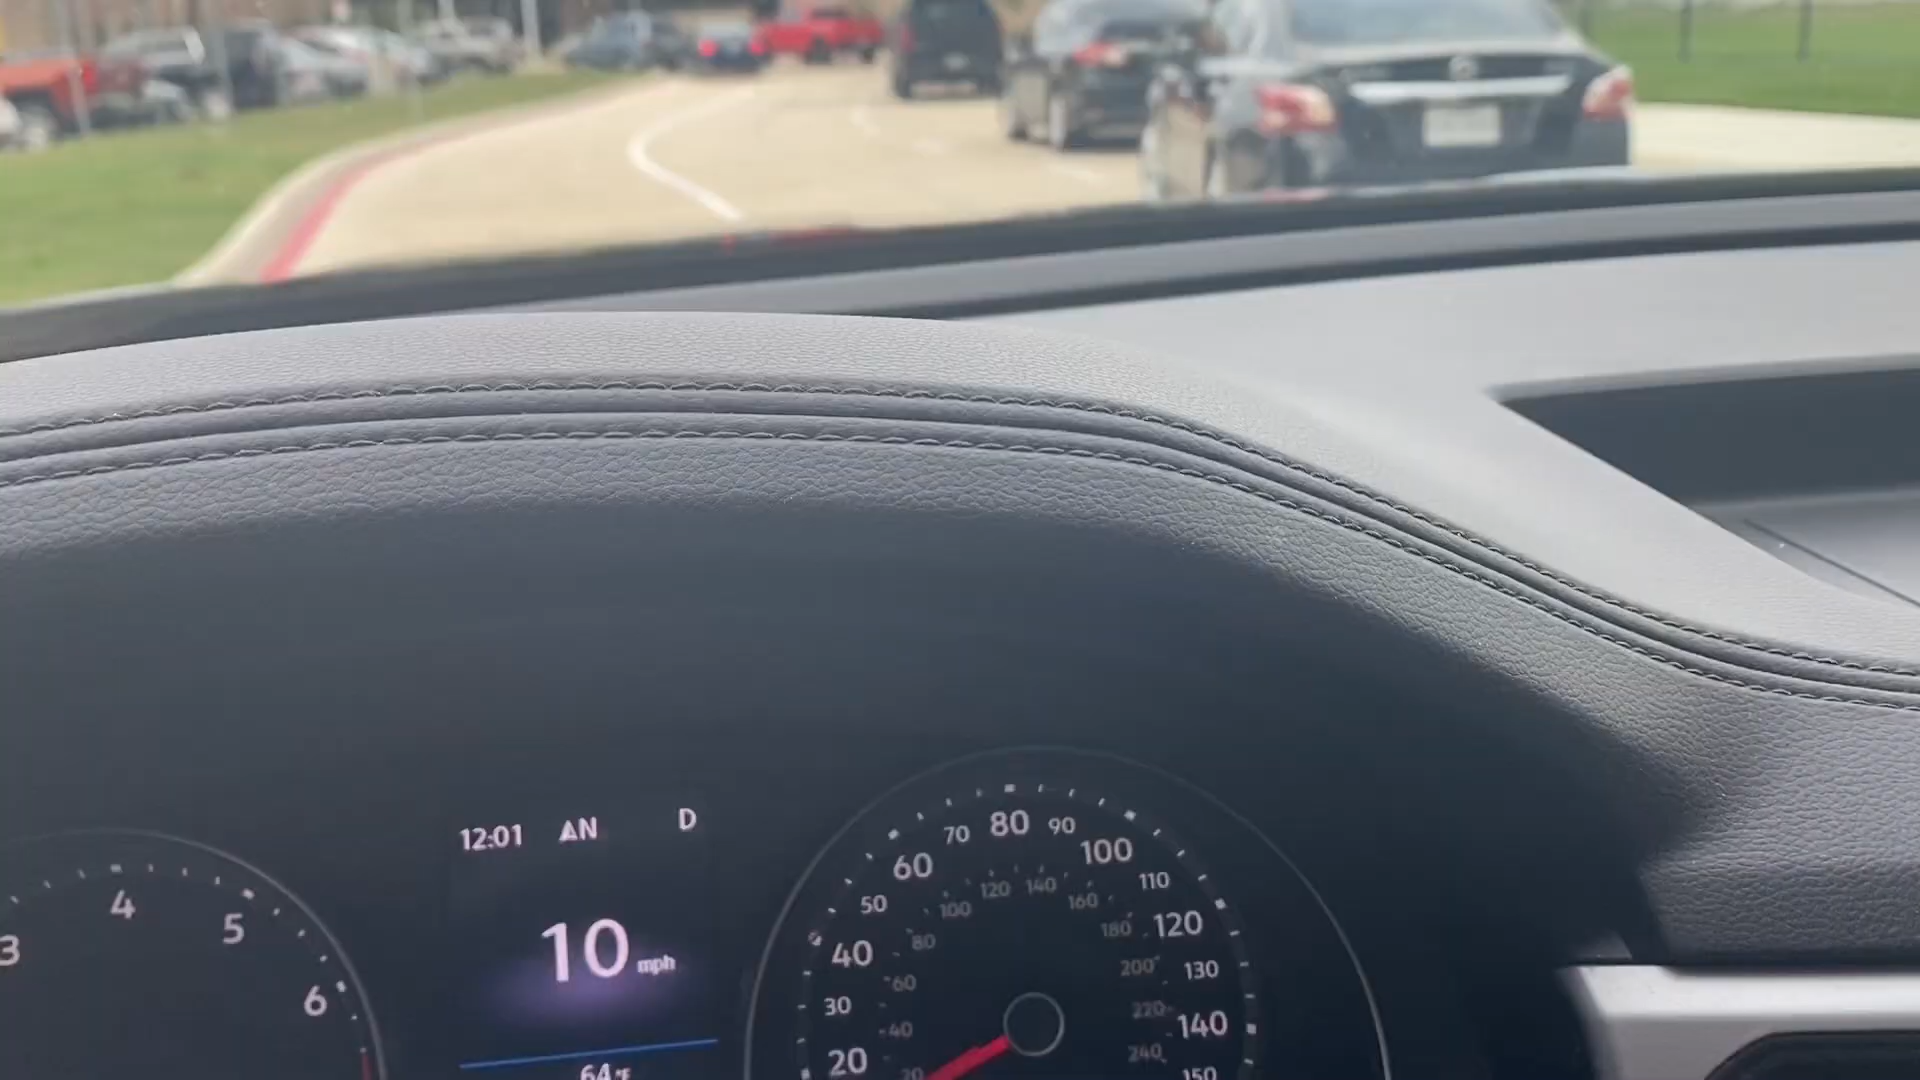 12:01 ▲N D
10 mph
64°F
3 4 5 6
20 30 40 50 60 70 80 90 100 110 120 130 140 150
20 40 60 80 100 120 140 160 180 200 220 240